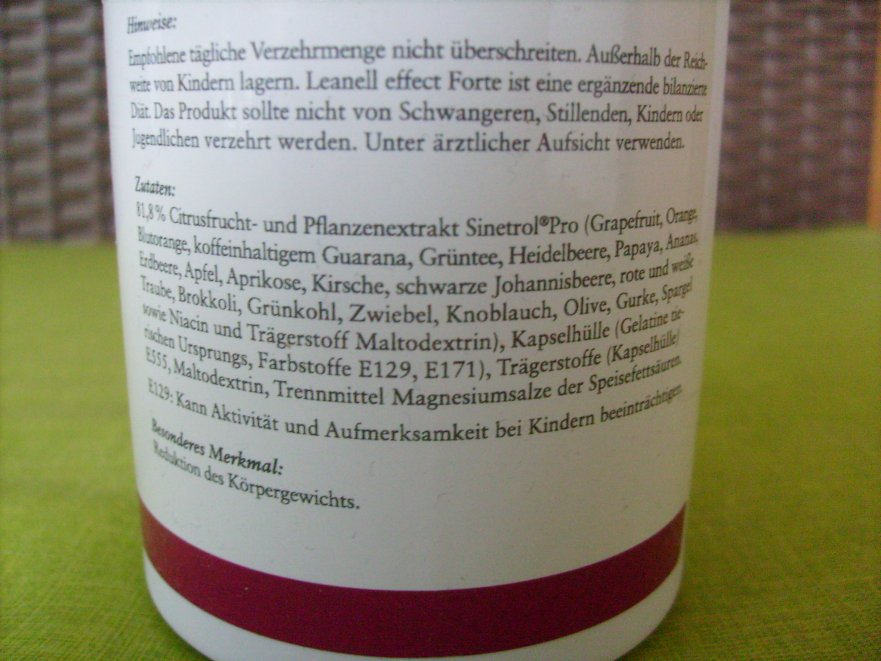 Hinweise:
Empfohlene tägliche Verzehrmenge nicht überschreiten. Außerhalb der Reich-
weite von Kindern lagern. Leanell effect Forte ist eine ergänzende bilanzierte
Diät. Das Produkt sollte nicht von Schwangeren, Stillenden, Kindern oder
Jugendlichen verzehrt werden. Unter ärztlicher Aufsicht verwenden.
Zutaten:
81,8 % Citrusfrucht- und Pflanzenextrakt Sinetrol®Pro (Grapefruit, Orange,
Blutorange, koffeinhaltigem Guarana, Grüntee, Heidelbeere, Papaya, Ananas,
Erdbeere, Apfel, Aprikose, Kirsche, schwarze Johannisbeere, rote und weiße
Traube, Brokkoli, Grünkohl, Zwiebel, Knoblauch, Olive, Gurke, Spargel
sowie Niacin und Trägerstoff Maltodextrin), Kapselhülle (Gelatine tie-
rischen Ursprungs, Farbstoffe E129, E171), Trägerstoffe (Kapselhülle)
E555, Maltodextrin, Trennmittel Magnesiumsalze der Speisefettsäuren.
E129: Kann Aktivität und Aufmerksamkeit bei Kindern beeinträchtigen.
Besonderes Merkmal:
Reduktion des Körpergewichts.